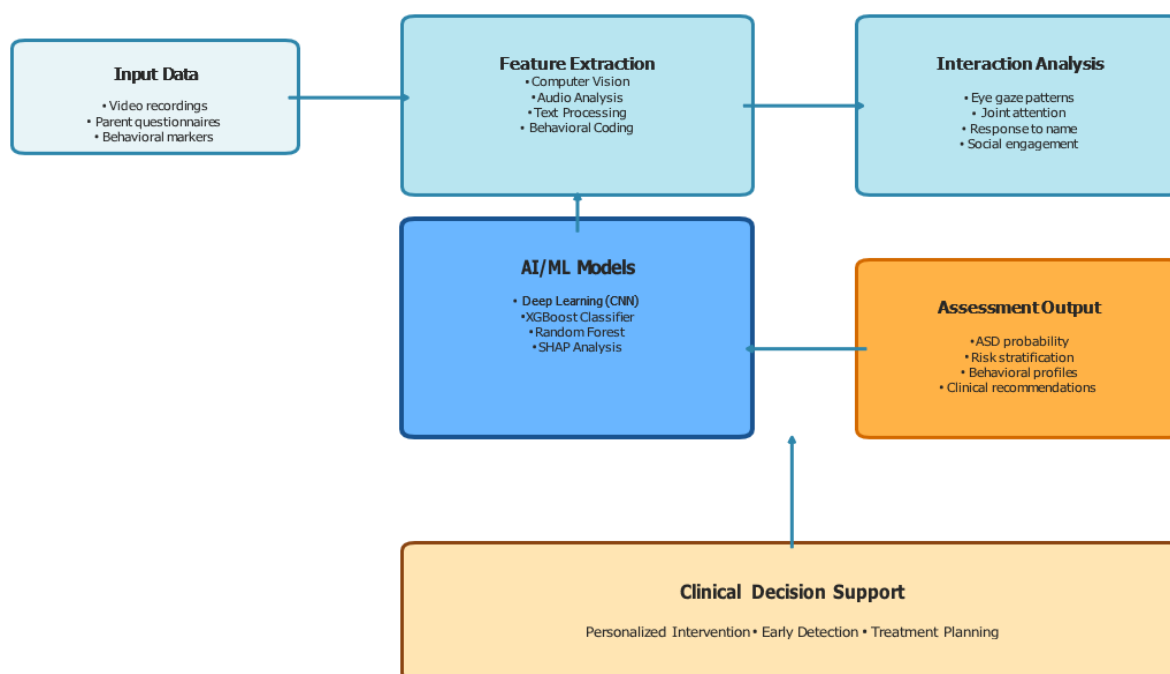 Input Data
• Video recordings
• Parent questionnaires
• Behavioral markers
Feature Extraction
•Computer Vision
•Audio Analysis
•Text Processing
• Behavioral Coding
Interaction Analysis
• Eye gaze patterns
• Joint attention
• Response to name
• Social engagement
AI/ML Models
• Deep Learning (CNN)
•XGBoost Classifier
•Random Forest
•SHAP Analysis
Assessment Output
•ASD probability
•Risk stratification
• Behavioral profiles
• Clinical recommendations
Clinical Decision Support
Personalized Intervention • Early Detection • Treatment Planning